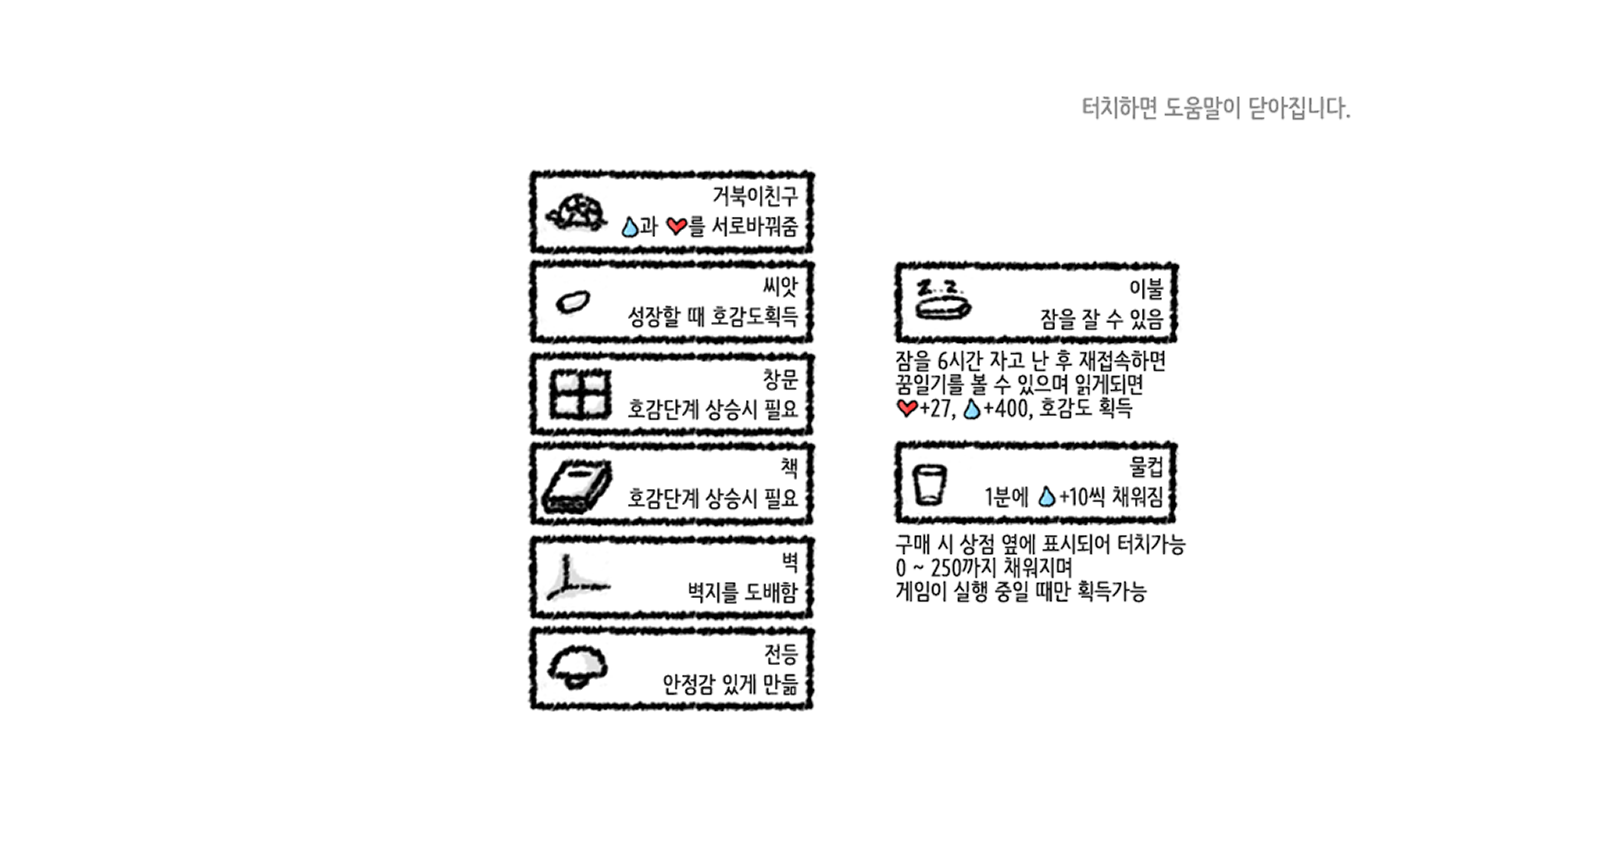 터치하면 도움말이 닫아집니다.
거북이친구
💧과 ❤를 서로바꿔줌
씨앗
성장할 때 호감도획득
창문
호감단계 상승시 필요
책
호감단계 상승시 필요
벽
벽지를 도배함
전등
안정감 있게 만듦
z..z.
이불
잠을 잘 수 있음
잠을 6시간 자고 난 후 재접속하면
꿈일기를 볼 수 있으며 읽게되면
❤+27, 💧+400, 호감도 획득
물컵
1분에 💧+10씩 채워짐
구매 시 상점 옆에 표시되어 터치가능
0 ~ 250까지 채워지며
게임이 실행 중일 때만 획득가능